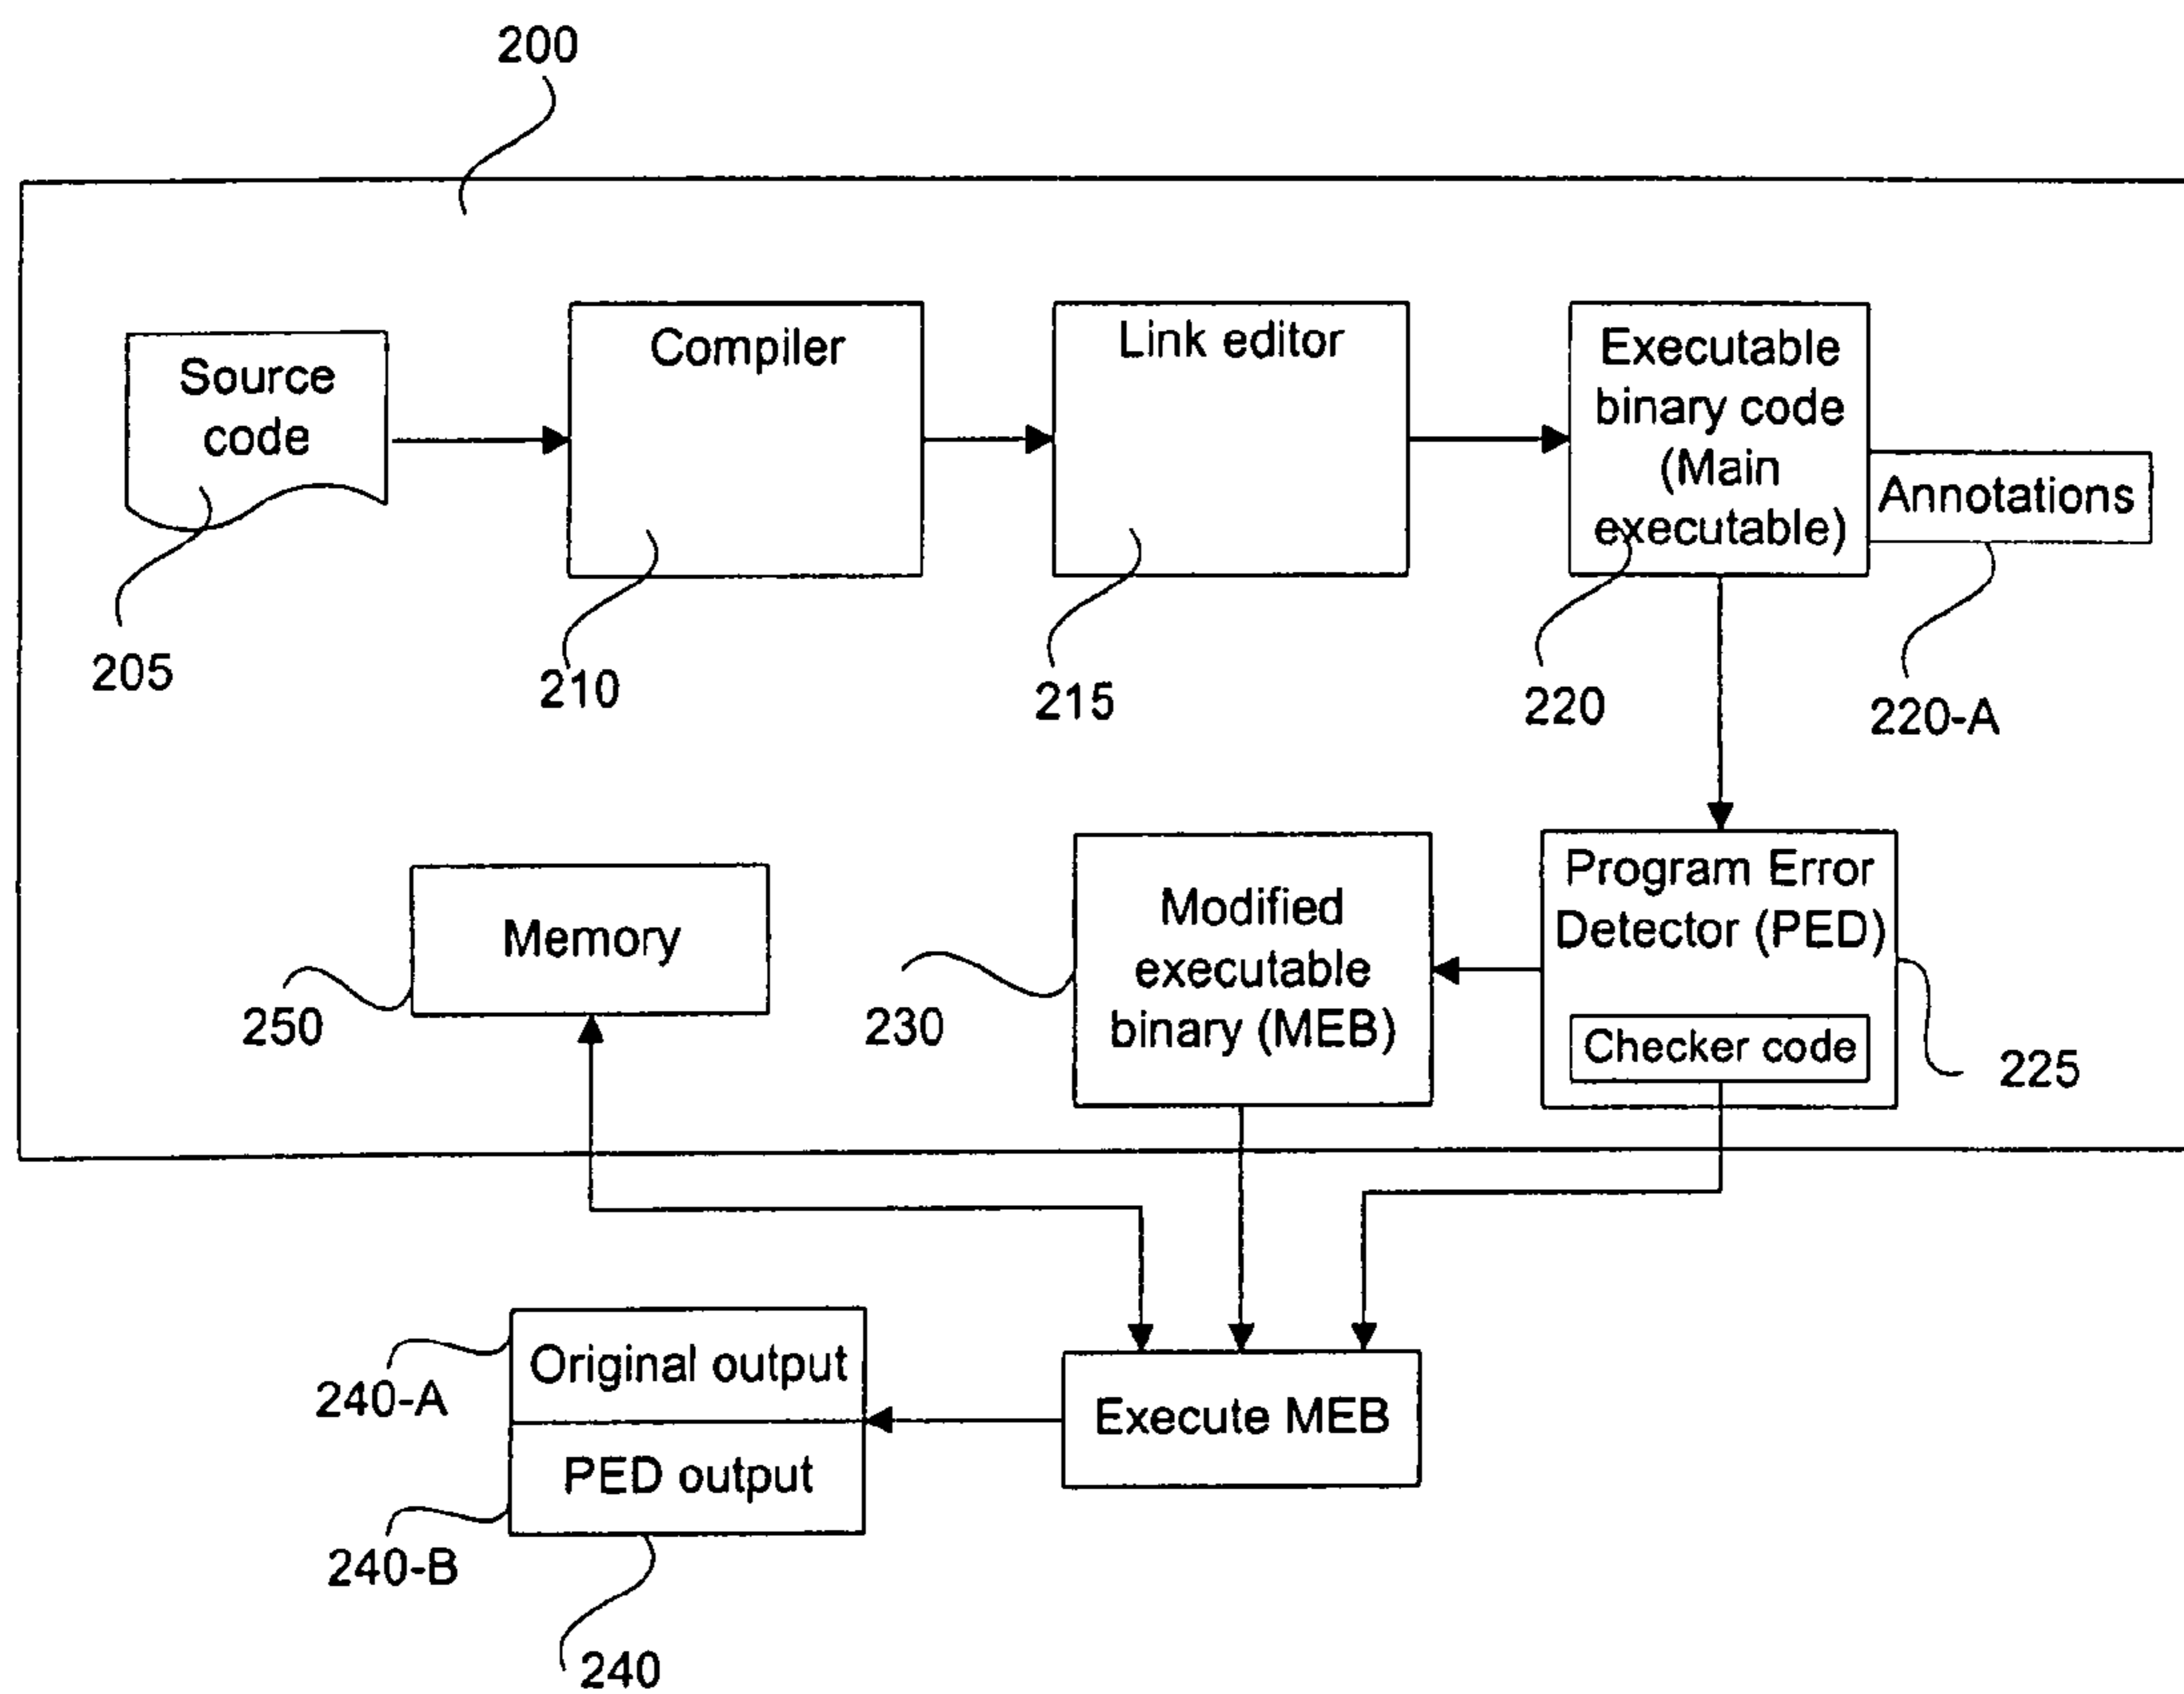 200
Source
code
Compiler
Link editor
Executable
binary code
(Main
executable)
Annotations
205
210
215
220
220-A
Memory
250
Modified
executable
binary (MEB)
230
Program Error
Detector (PED)
Checker code
225
Original output
240-A
PED output
240-B
240
Execute MEB